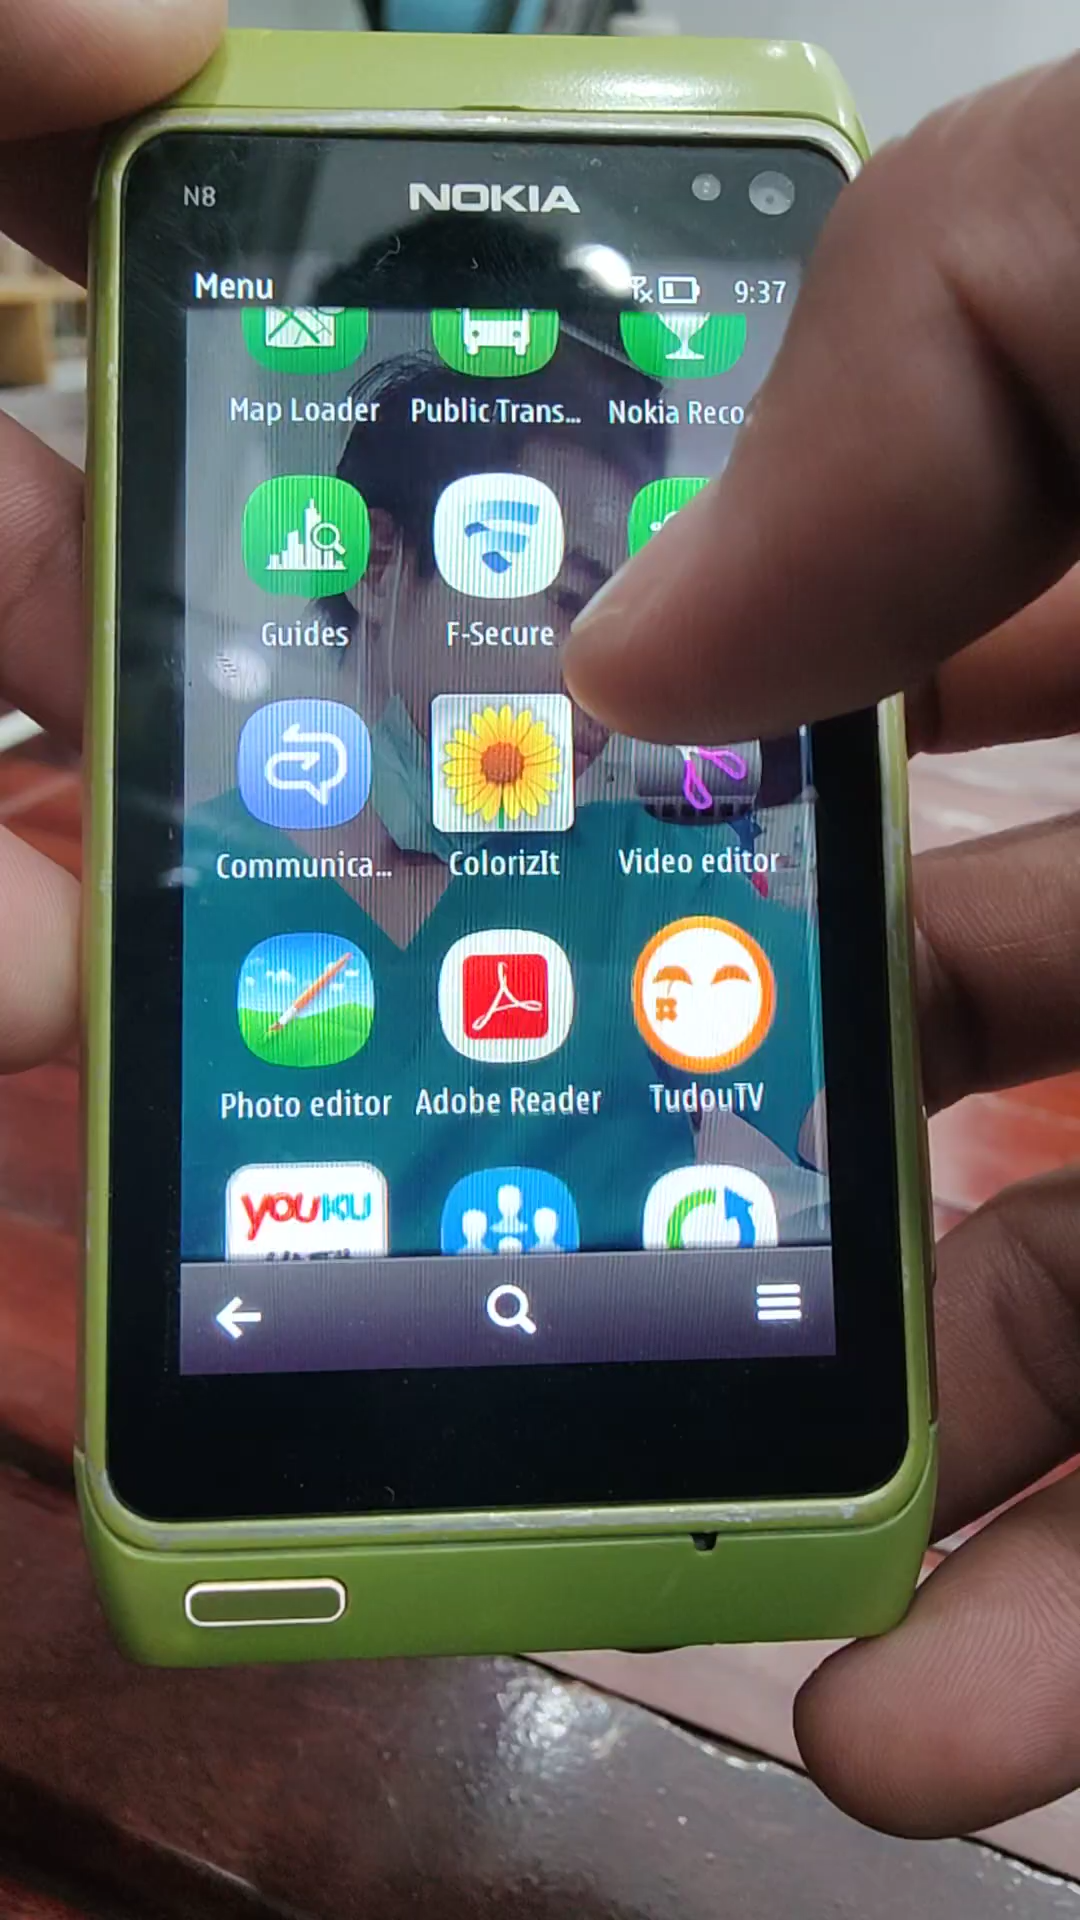 N8 NOKIA
Menu 9:37
Map Loader Public Trans... Nokia Reco
Guides F-Secure
Communica... ColorizIt Video editor
Photo editor Adobe Reader TudouTV
YOUKU